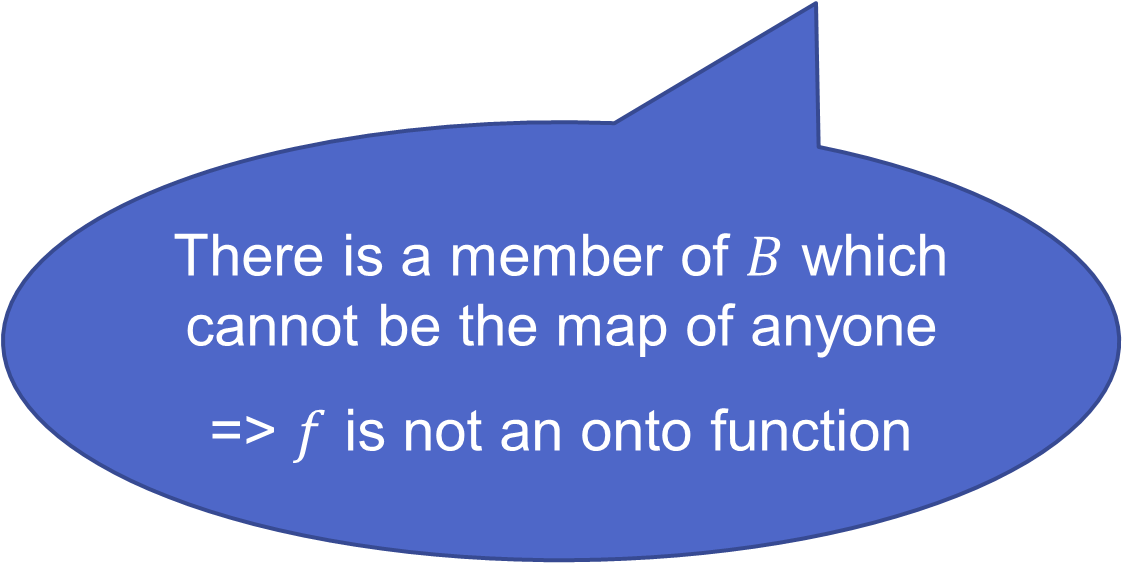 There is a member of B which
cannot be the map of anyone
=> f is not an onto function